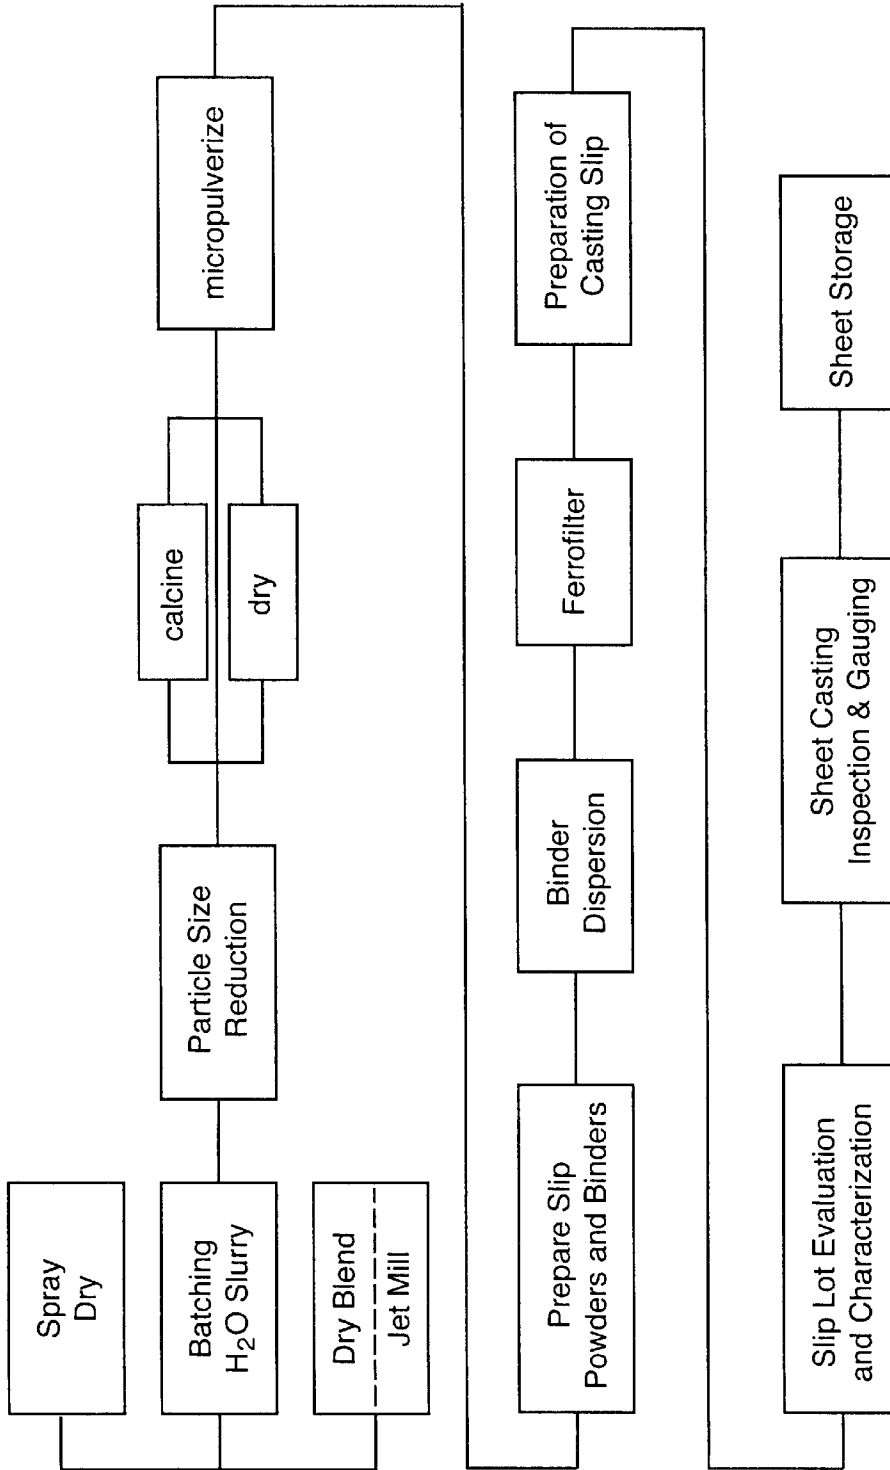 Spray
Dry
Batching
H₂O Slurry
Dry Blend
Jet Mill
Particle Size
Reduction
calcine
dry
micropulverize
Prepare Slip
Powders and Binders
Binder
Dispersion
Ferrofilter
Preparation of
Casting Slip
Slip Lot Evaluation
and Characterization
Sheet Casting
Inspection & Gauging
Sheet Storage